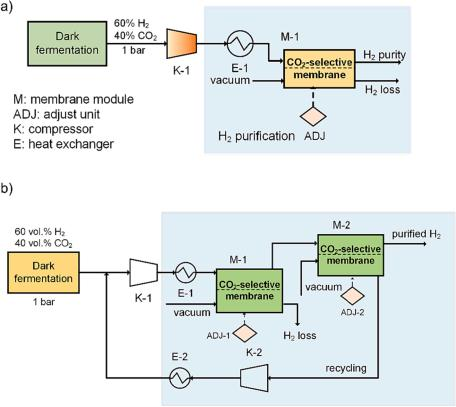 a)
Dark
fermentation
60% H₂
40% CO₂
1 bar
K-1
E-1
M-1
CO₂-selective
membrane
vacuum
H₂ purity
H₂ loss
H₂ purification
ADJ
M: membrane module
ADJ: adjust unit
K: compressor
E: heat exchanger
b)
60 vol.% H₂
40 vol.% CO₂
Dark
fermentation
1 bar
K-1
E-1
M-1
CO₂-selective
membrane
vacuum
ADJ-1
H₂ loss
M-2
CO₂-selective
membrane
purified H₂
vacuum
ADJ-2
E-2
K-2
recycling